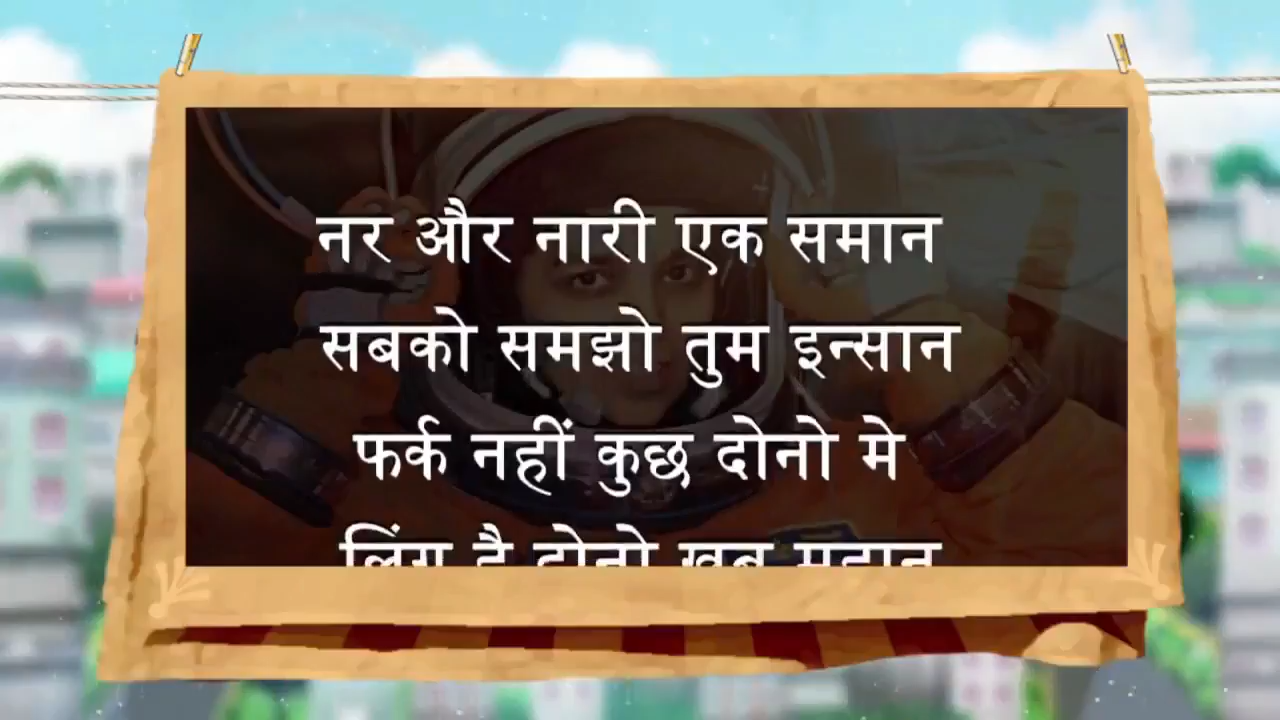 नर और नारी एक समान
सबको समझो तुम इन्सान
फर्क नहीं कुछ दोनो मे
लिंग है दोनो खुब महान